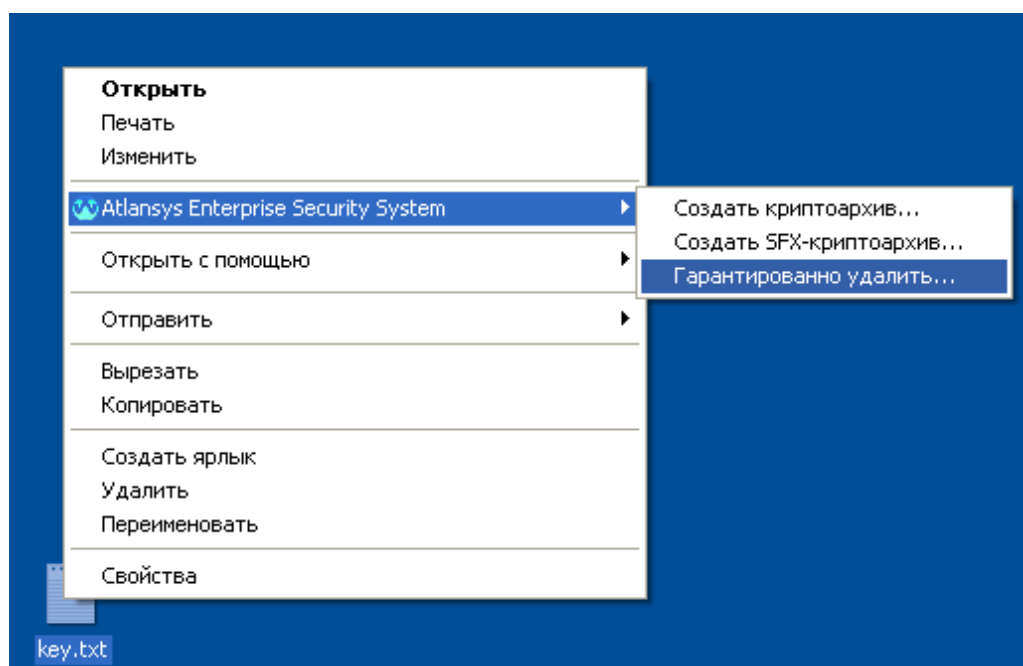 Открыть
Печать
Изменить
Atlansys Enterprise Security System
Создать криптоархив...
Создать SFX-криптоархив...
Гарантированно удалить...
Открыть с помощью
Отправить
Вырезать
Копировать
Создать ярлык
Удалить
Переименовать
Свойства
key.txt